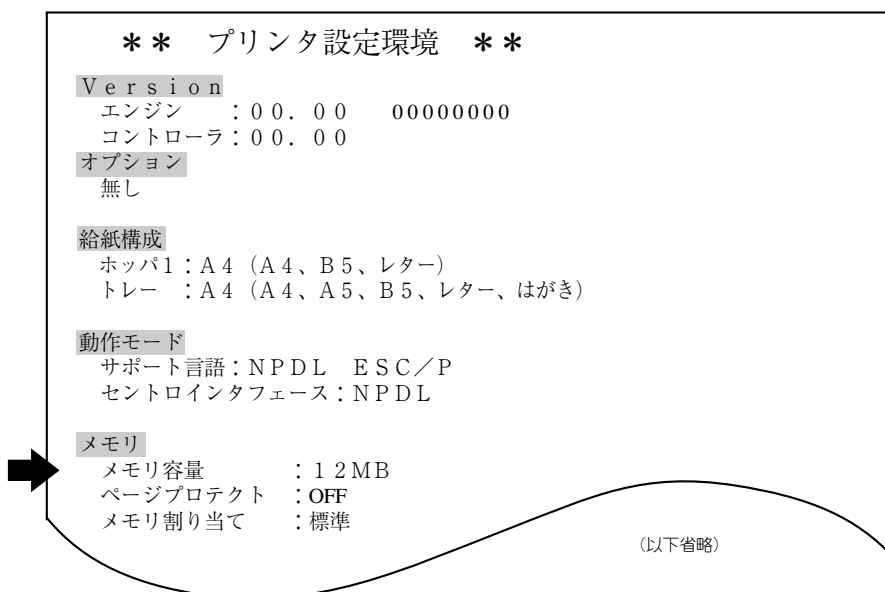 ＊＊　プリンタ設定環境　＊＊
Ｖｅｒｓｉｏｎ
エンジン　：００．００　00000000
コントローラ：００．００
オプション
無し
給紙構成
ホッパ１：Ａ４（Ａ４、Ｂ５、レター）
トレー　：Ａ４（Ａ４、Ａ５、Ｂ５、レター、はがき）
動作モード
サポート言語：ＮＰＤＬ　ＥＳＣ／Ｐ
セントロインタフェース：ＮＰＤＬ
メモリ
メモリ容量　：１２ＭＢ
ページプロテクト　：OFF
メモリ割り当て　：標準
（以下省略）